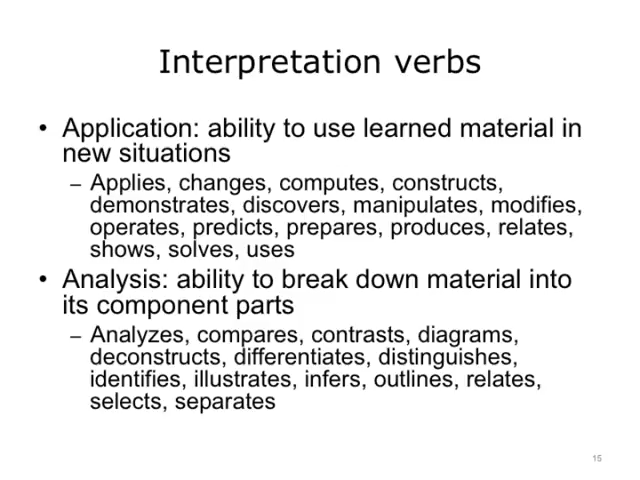 Interpretation verbs
• Application: ability to use learned material in
new situations
– Applies, changes, computes, constructs,
demonstrates, discovers, manipulates, modifies,
operates, predicts, prepares, produces, relates,
shows, solves, uses
• Analysis: ability to break down material into
its component parts
– Analyzes, compares, contrasts, diagrams,
deconstructs, differentiates, distinguishes,
identifies, illustrates, infers, outlines, relates,
selects, separates
15